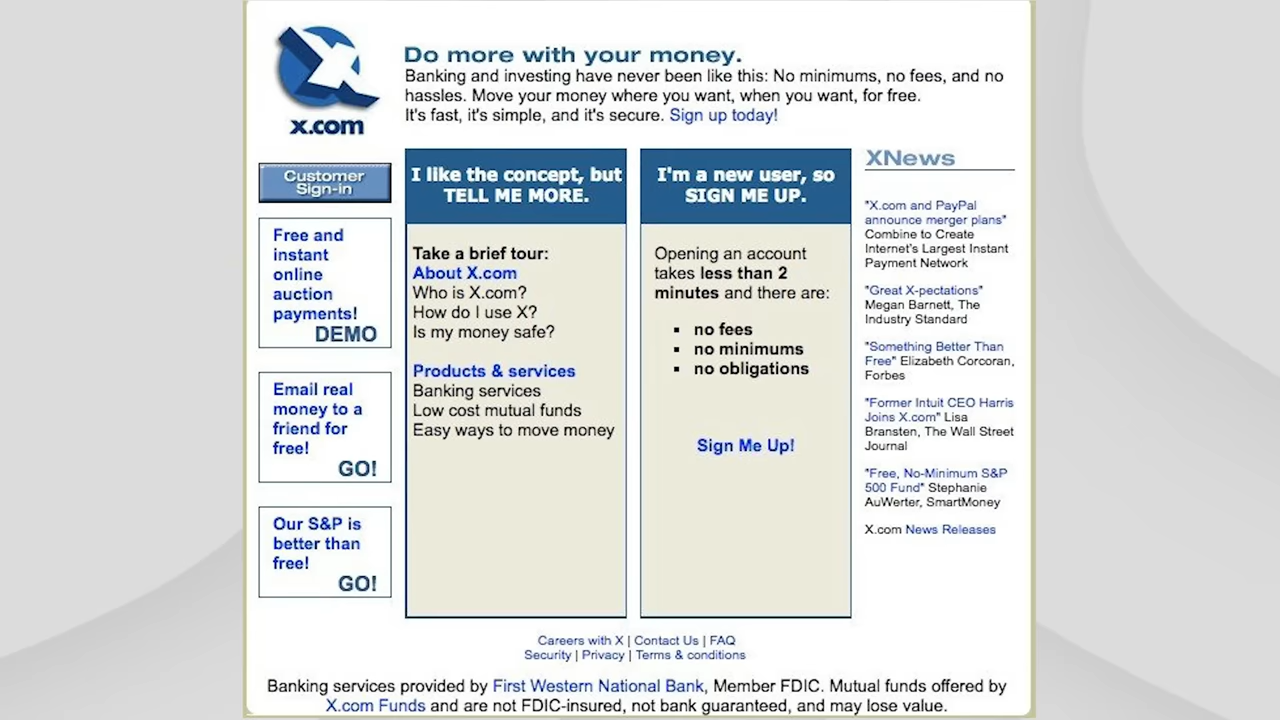 x.com
Do more with your money.
Banking and investing have never been like this: No minimums, no fees, and no
hassles. Move your money where you want, when you want, for free.
It's fast, it's simple, and it's secure. Sign up today!
Customer
Sign-in
Free and
instant
online
auction
payments!
DEMO
Email real
money to a
friend for
free!
GO!
Our S&P is
better than
free!
GO!
I like the concept, but
TELL ME MORE.
Take a brief tour:
About X.com
Who is X.com?
How do I use X?
Is my money safe?
Products & services
Banking services
Low cost mutual funds
Easy ways to move money
I'm a new user, so
SIGN ME UP.
Opening an account
takes less than 2
minutes and there are:
▪ no fees
▪ no minimums
▪ no obligations
Sign Me Up!
XNews
"X.com and PayPal
announce merger plans"
Combine to Create
Internet's Largest Instant
Payment Network
"Great X-pectations"
Megan Barnett, The
Industry Standard
"Something Better Than
Free" Elizabeth Corcoran,
Forbes
"Former Intuit CEO Harris
Joins X.com" Lisa
Bransten, The Wall Street
Journal
"Free, No-Minimum S&P
500 Fund" Stephanie
AuWerter, SmartMoney
X.com News Releases
Careers with X | Contact Us | FAQ
Security | Privacy | Terms & conditions
Banking services provided by First Western National Bank, Member FDIC. Mutual funds offered by
X.com Funds and are not FDIC-insured, not bank guaranteed, and may lose value.